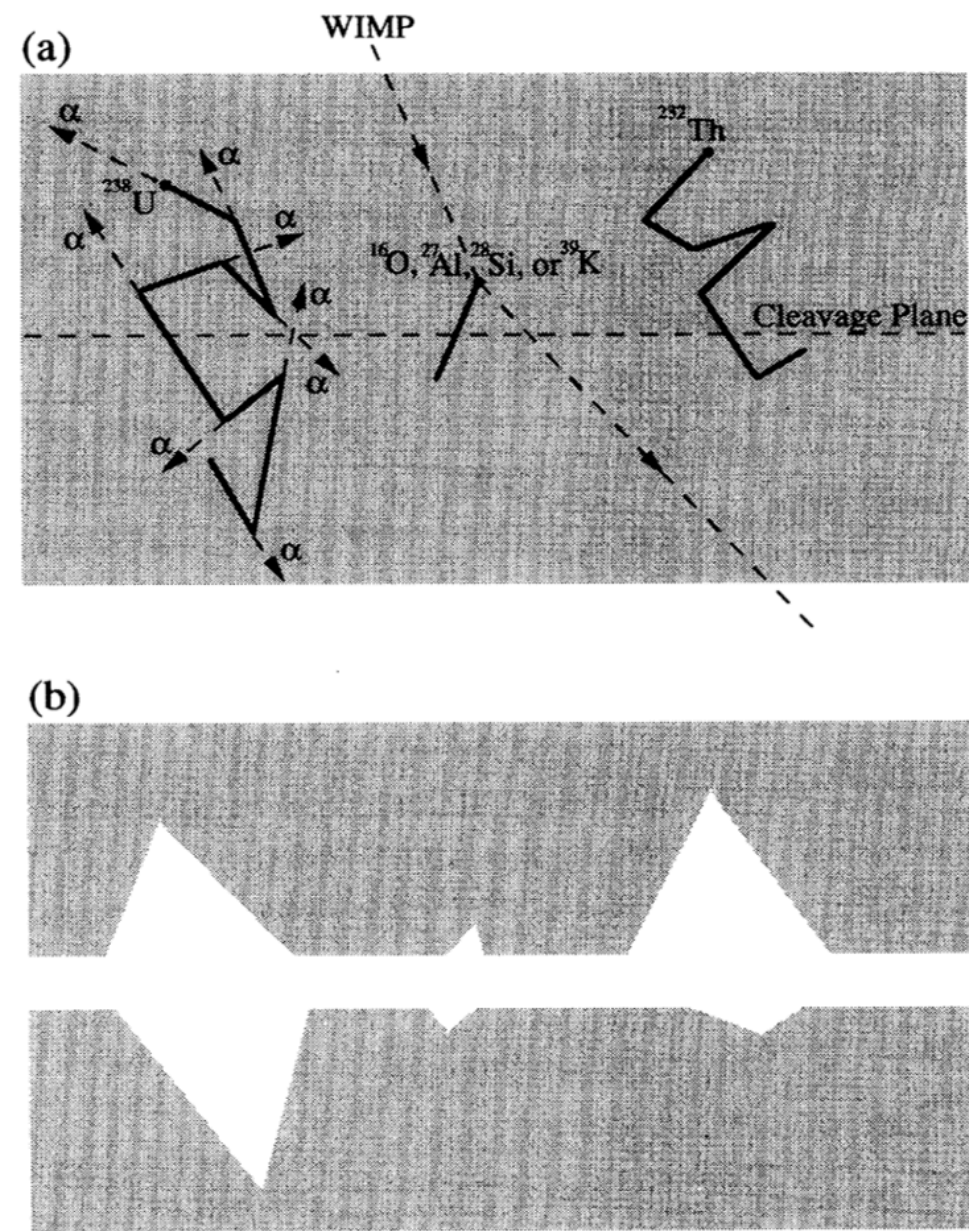 WIMP
(a)
α
α
²³²Th
²³⁸U
α
α
¹⁶O, ²⁷Al, ²⁸Si, or ³⁹K
α
Cleavage Plane
α
α
α
(b)